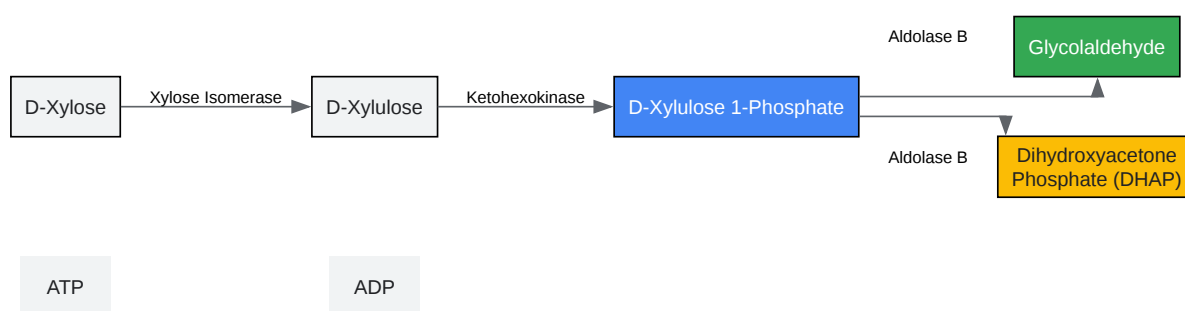 Aldolase B
Glycolaldehyde
D-Xylose
Xylose Isomerase
D-Xylulose
Ketohexokinase
D-Xylulose 1-Phosphate
Aldolase B
Dihydroxyacetone
Phosphate (DHAP)
ATP
ADP